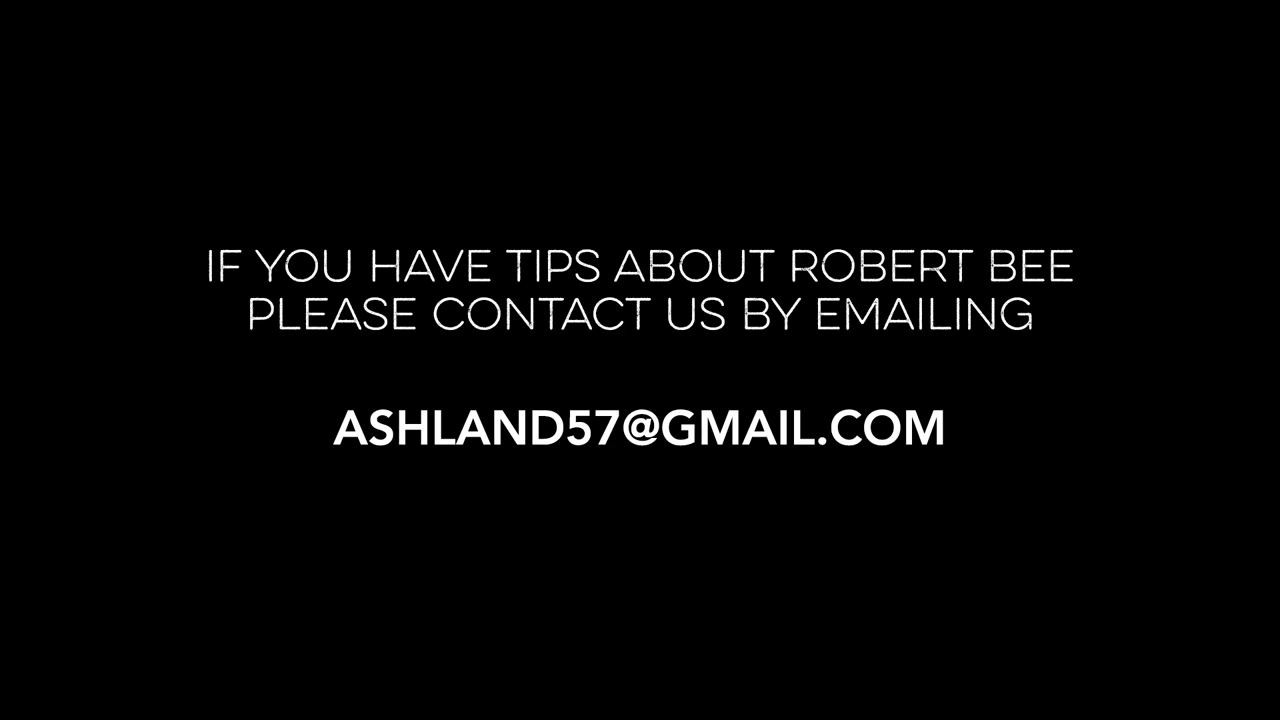 IF YOU HAVE TIPS ABOUT ROBERT BEE
PLEASE CONTACT US BY EMAILING
ASHLAND57@GMAIL.COM